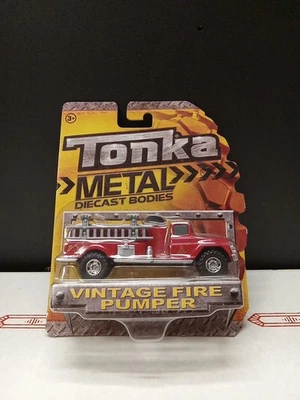 3+
Tonka
METAL
DIECAST BODIES
VINTAGE FIRE
PUMPER